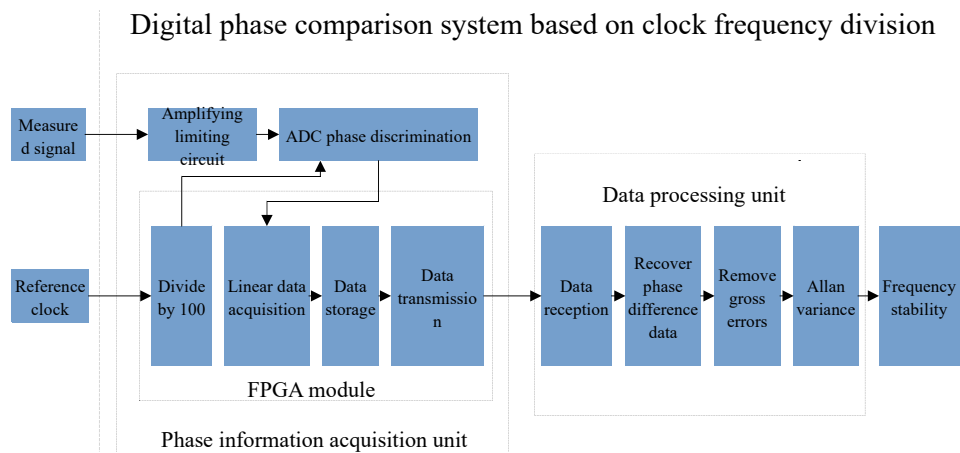 Digital phase comparison system based on clock frequency division
Measure
d signal
Amplifying
limiting
circuit
ADC phase discrimination
Data processing unit
Reference
clock
Divide
by 100
Linear data
acquisition
Data
storage
Data
transmissio
n
Data
reception
Recover
phase
difference
data
Remove
gross
errors
Allan
variance
Frequency
stability
FPGA module
Phase information acquisition unit